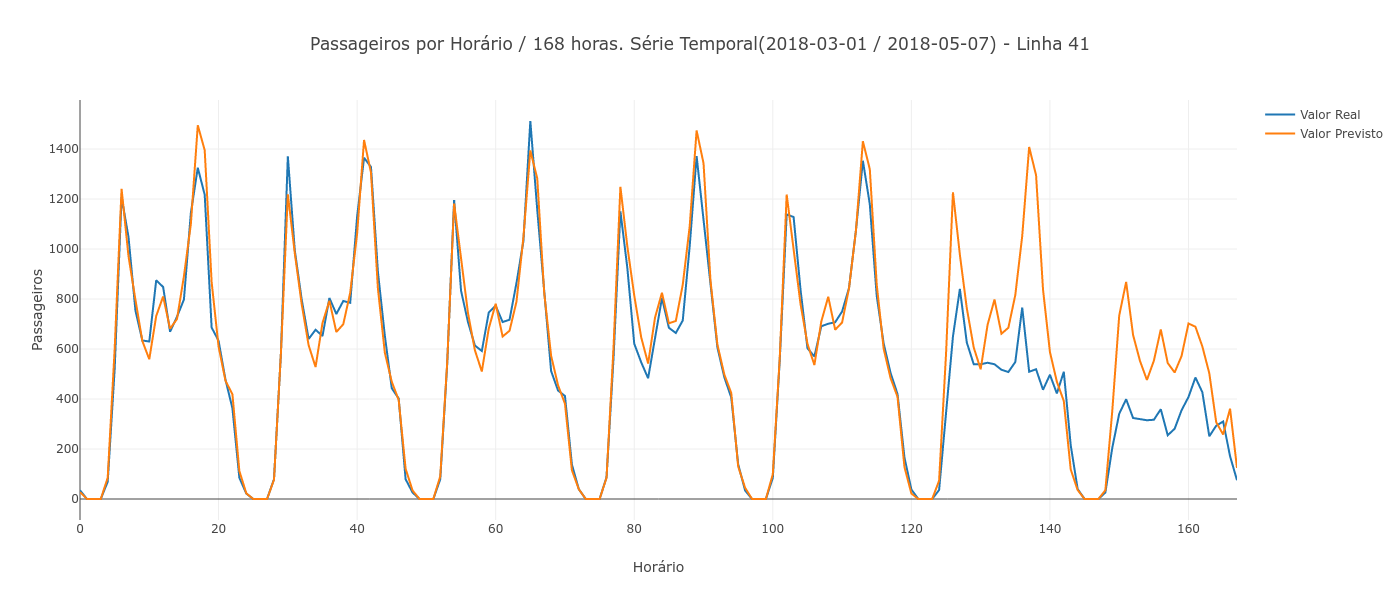 Passageiros por Horário / 168 horas. Série Temporal(2018-03-01 / 2018-05-07) - Linha 41
Valor Real
Valor Previsto
Passageiros
1400
1200
1000
800
600
400
200
0
0 20 40 60 80 100 120 140 160
Horário